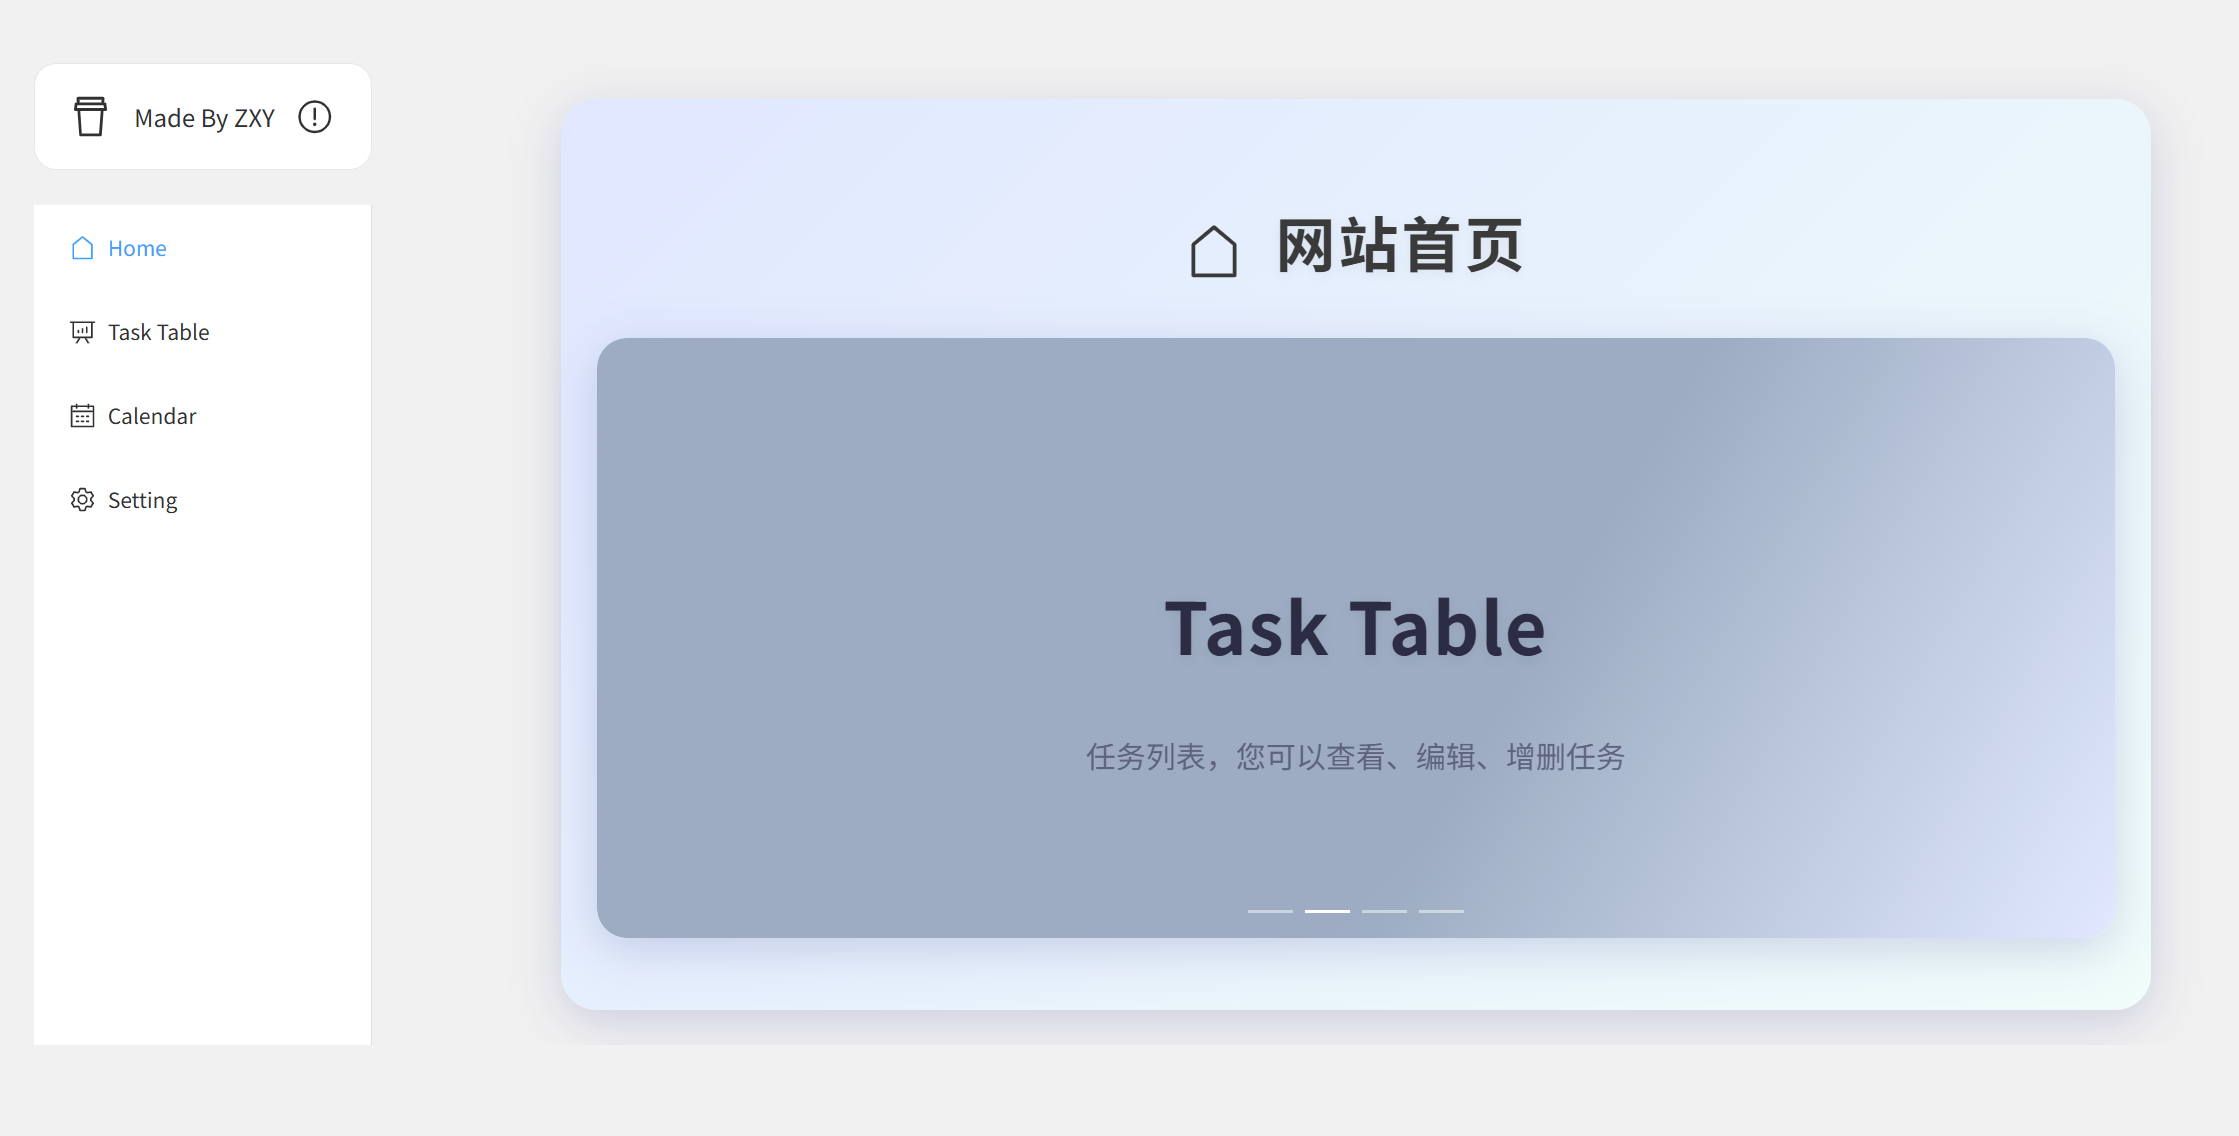 Made By ZXY
Home
Task Table
Calendar
Setting
网站首页
Task Table
任务列表，您可以查看、编辑、增删任务